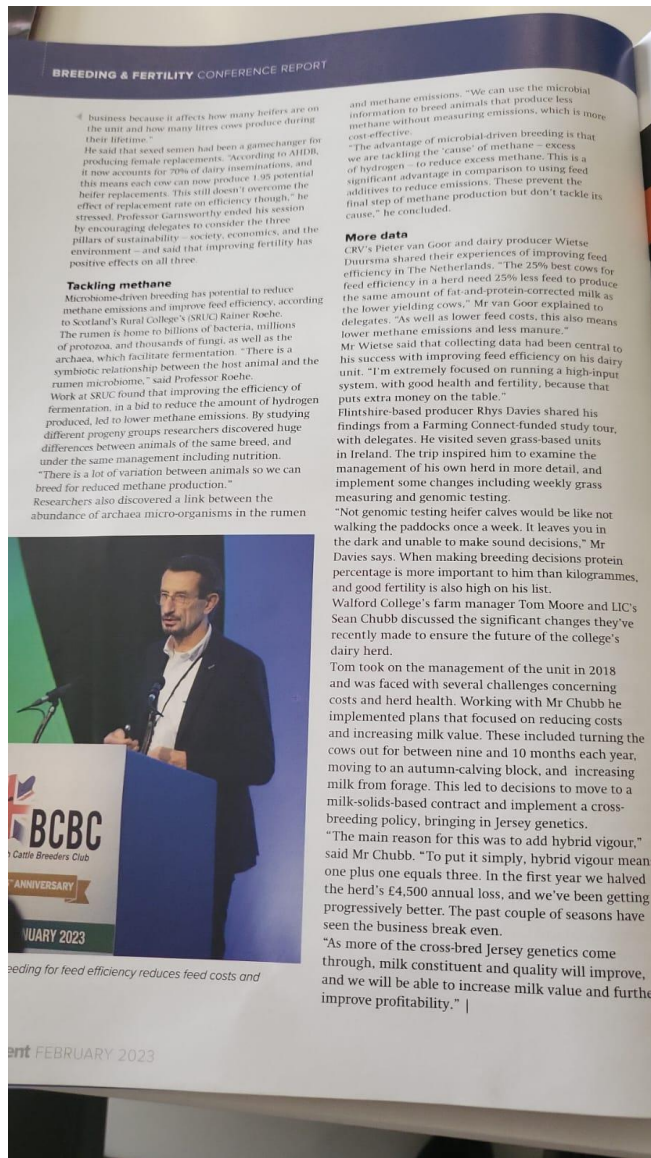 BREEDING & FERTILITY CONFERENCE REPORT
business because it affects how many heifers are on
the unit and how many litres cows produce during
their lifetime."
He said that sexed semen had been a gamechanger for
producing female replacements. "According to AHDB,
it now accounts for 70% of dairy inseminations, and
this means each cow can now produce 1.95 potential
heifer replacements. This still doesn't overcome the
effect of replacement rate on efficiency though," he
stressed. Professor Garnsworthy ended his session
by encouraging delegates to consider the three
pillars of sustainability – society, economics, and the
environment – and said that improving fertility has
positive effects on all three.
Tackling methane
Microbiome-driven breeding has potential to reduce
methane emissions and improve feed efficiency, according
to Scotland's Rural College's (SRUC) Rainer Roehe.
The rumen is home to billions of bacteria, millions
of protozoa, and thousands of fungi, as well as the
archaea, which facilitate fermentation. "There is a
symbiotic relationship between the host animal and the
rumen microbiome," said Professor Roehe.
Work at SRUC found that improving the efficiency of
fermentation, in a bid to reduce the amount of hydrogen
produced, led to lower methane emissions. By studying
different progeny groups researchers discovered huge
differences between animals of the same breed, and
under the same management including nutrition.
"There is a lot of variation between animals so we can
breed for reduced methane production."
Researchers also discovered a link between the
abundance of archaea micro-organisms in the rumen
and methane emissions. "We can use the microbial
information to breed animals that produce less
methane without measuring emissions, which is more
cost-effective.
"The advantage of microbial-driven breeding is that
we are tackling the 'cause' of methane – excess
of hydrogen – to reduce excess methane. This is a
significant advantage in comparison to using feed
additives to reduce emissions. These prevent the
final step of methane production but don't tackle its
cause," he concluded.
More data
CRV's Pieter van Goor and dairy producer Wietse
Duursma shared their experiences of improving feed
efficiency in The Netherlands. "The 25% best cows for
feed efficiency in a herd need 25% less feed to produce
the same amount of fat-and-protein-corrected milk as
the lower yielding cows," Mr van Goor explained to
delegates. "As well as lower feed costs, this also means
lower methane emissions and less manure."
Mr Wietse said that collecting data had been central to
his success with improving feed efficiency on his dairy
unit. "I'm extremely focused on running a high-input
system, with good health and fertility, because that
puts extra money on the table."
Flintshire-based producer Rhys Davies shared his
findings from a Farming Connect-funded study tour,
with delegates. He visited seven grass-based units
in Ireland. The trip inspired him to examine the
management of his own herd in more detail, and
implement some changes including weekly grass
measuring and genomic testing.
"Not genomic testing heifer calves would be like not
walking the paddocks once a week. It leaves you in
the dark and unable to make sound decisions," Mr
Davies says. When making breeding decisions protein
percentage is more important to him than kilogrammes,
and good fertility is also high on his list.
Walford College's farm manager Tom Moore and LIC's
Sean Chubb discussed the significant changes they've
recently made to ensure the future of the college's
dairy herd.
Tom took on the management of the unit in 2018
and was faced with several challenges concerning
costs and herd health. Working with Mr Chubb he
implemented plans that focused on reducing costs
and increasing milk value. These included turning the
cows out for between nine and 10 months each year,
moving to an autumn-calving block, and increasing
milk from forage. This led to decisions to move to a
milk-solids-based contract and implement a cross-
breeding policy, bringing in Jersey genetics.
"The main reason for this was to add hybrid vigour,"
said Mr Chubb. "To put it simply, hybrid vigour mean
one plus one equals three. In the first year we halved
the herd's £4,500 annual loss, and we've been getting
progressively better. The past couple of seasons have
seen the business break even.
"As more of the cross-bred Jersey genetics come
through, milk constituent and quality will improve,
and we will be able to increase milk value and furthe
improve profitability." |
BCBC
h Cattle Breeders Club
ANNIVERSARY
NUARY 2023
eeding for feed efficiency reduces feed costs and
ent FEBRUARY 2023